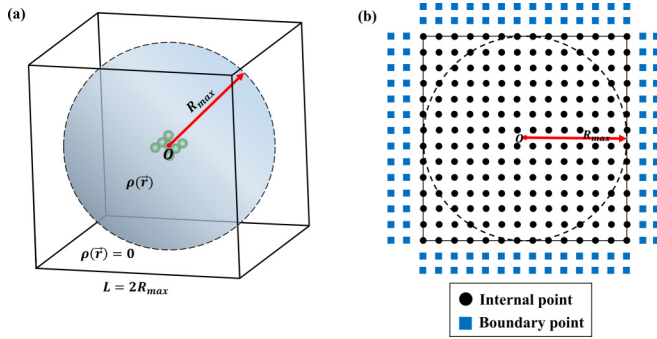 (a)
R_max
O
ρ(r⃗)
ρ(r⃗) = 0
L = 2R_max
(b)
O
R_max
Internal point
Boundary point